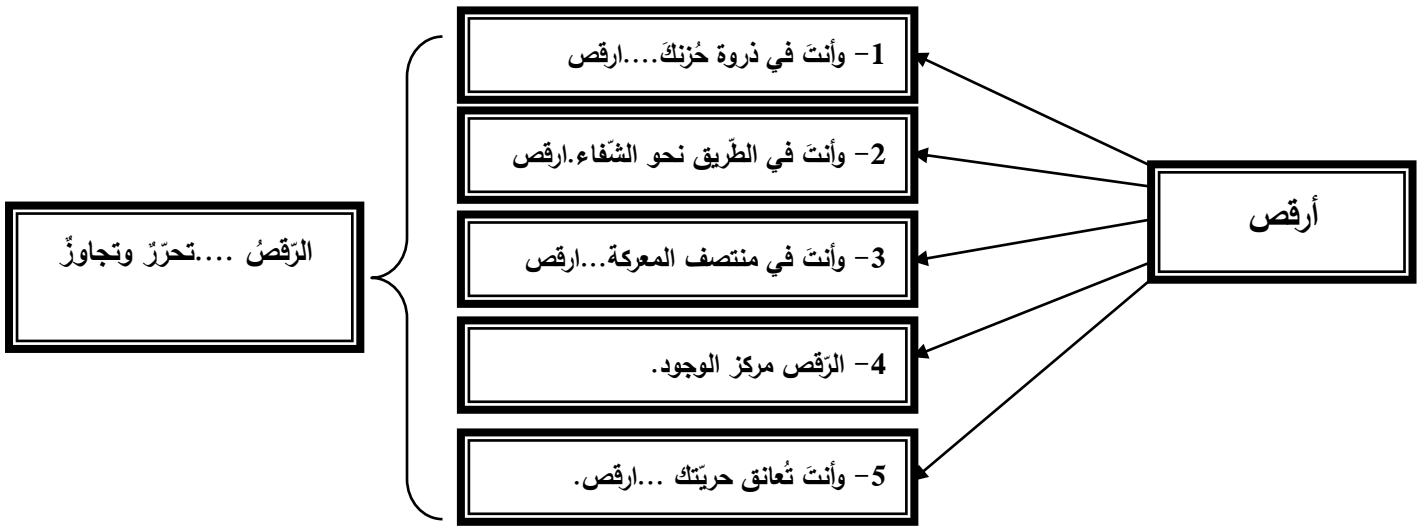 أرقص
1- وأنتَ في ذروة حُزنكَ....ارقص
2- وأنتَ في الطّريق نحو الشّفاء.ارقص
3- وأنتَ في منتصف المعركة...ارقص
4- الرّقص مركز الوجود.
5- وأنتَ تُعانق حريّتك ...ارقص.
الرّقصُ ....تحرّرٌ وتجاوزٌ